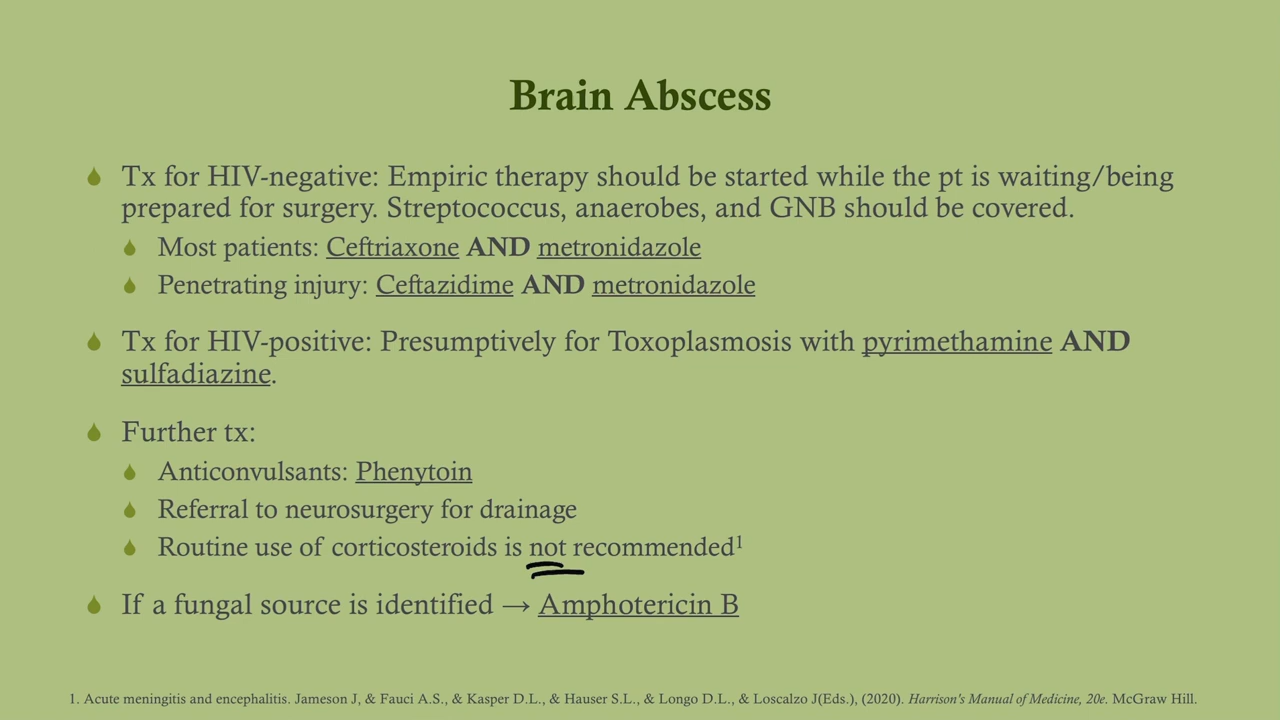 Brain Abscess
Tx for HIV-negative: Empiric therapy should be started while the pt is waiting/being
prepared for surgery. Streptococcus, anaerobes, and GNB should be covered.
Most patients: Ceftriaxone AND metronidazole
Penetrating injury: Ceftazidime AND metronidazole
Tx for HIV-positive: Presumptively for Toxoplasmosis with pyrimethamine AND
sulfadiazine.
Further tx:
Anticonvulsants: Phenytoin
Referral to neurosurgery for drainage
Routine use of corticosteroids is not recommended¹
If a fungal source is identified → Amphotericin B
1. Acute meningitis and encephalitis. Jameson J, & Fauci A.S., & Kasper D.L., & Hauser S.L., & Longo D.L., & Loscalzo J(Eds.), (2020). Harrison's Manual of Medicine, 20e. McGraw Hill.